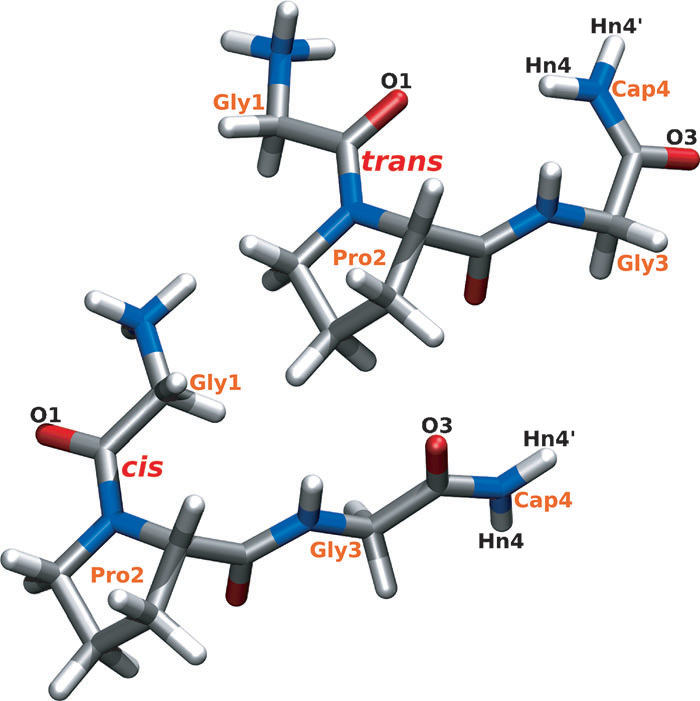 Hn4'
Hn4
Cap4
O1
Gly1
O3
trans
Pro2
Gly3
Gly1
O1
O3
Hn4'
cis
Cap4
Hn4
Gly3
Pro2